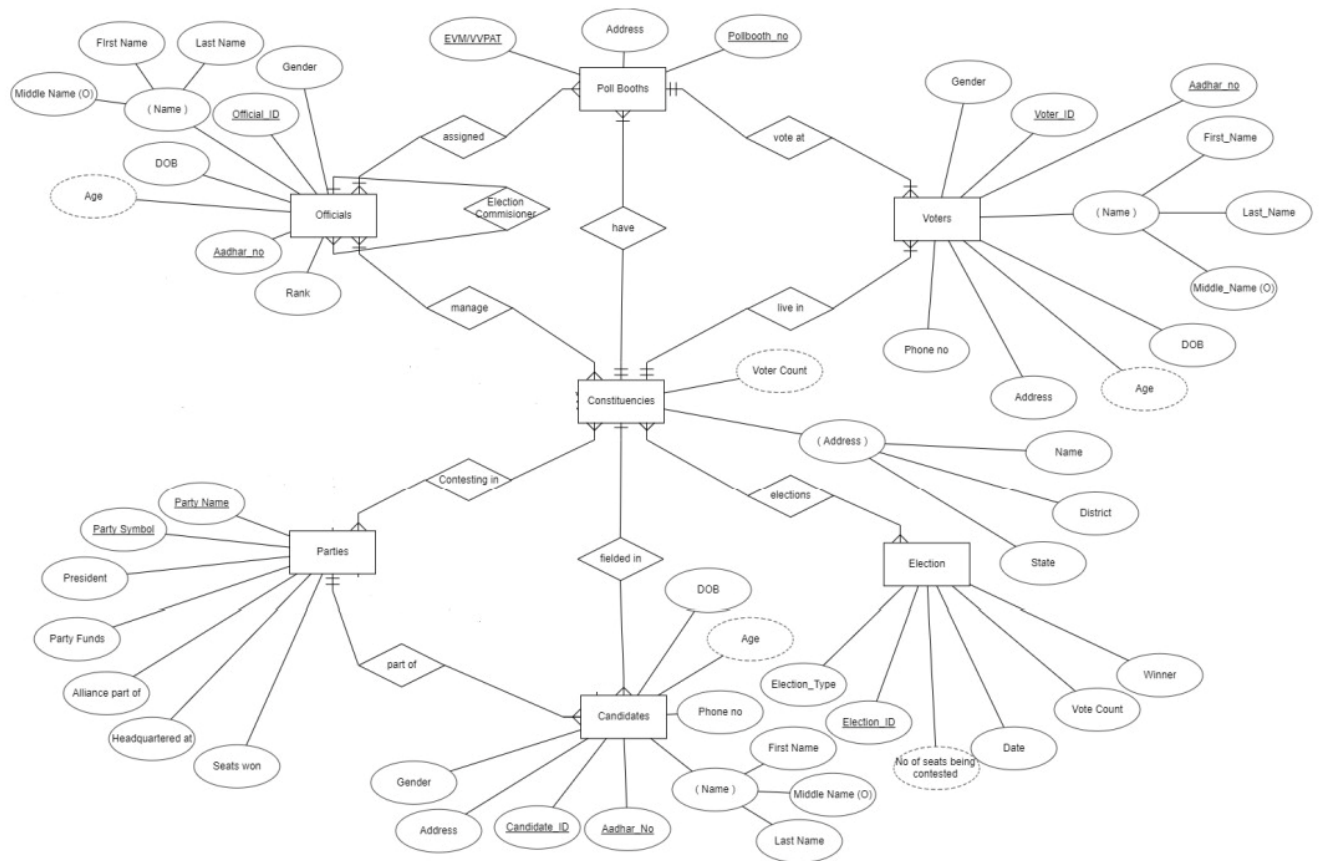 Address
EVM/VVPAT
Pollbooth_no
FIrst Name
Last Name
Gender
Middle Name (O)
( Name )
Official_ID
DOB
Age
Officials
Aadhar_no
Rank
assigned
Election
Commisioner
Poll Booths
vote at
Gender
Voter_ID
Aadhar_no
First_Name
( Name )
Last_Name
Middle_Name (O)
Voters
DOB
Age
Address
Phone no
have
manage
live in
Constituencies
Voter Count
( Address )
Name
District
State
Contesting in
elections
fielded in
Party Name
Party Symbol
President
Parties
Party Funds
Alliance part of
Headquartered at
Seats won
part of
Election
Election_Type
Election_ID
No of seats being
contested
Date
Vote Count
Winner
DOB
Age
Phone no
Candidates
Gender
Address
Candidate_ID
Aadhar_No
( Name )
First Name
Middle Name (O)
Last Name